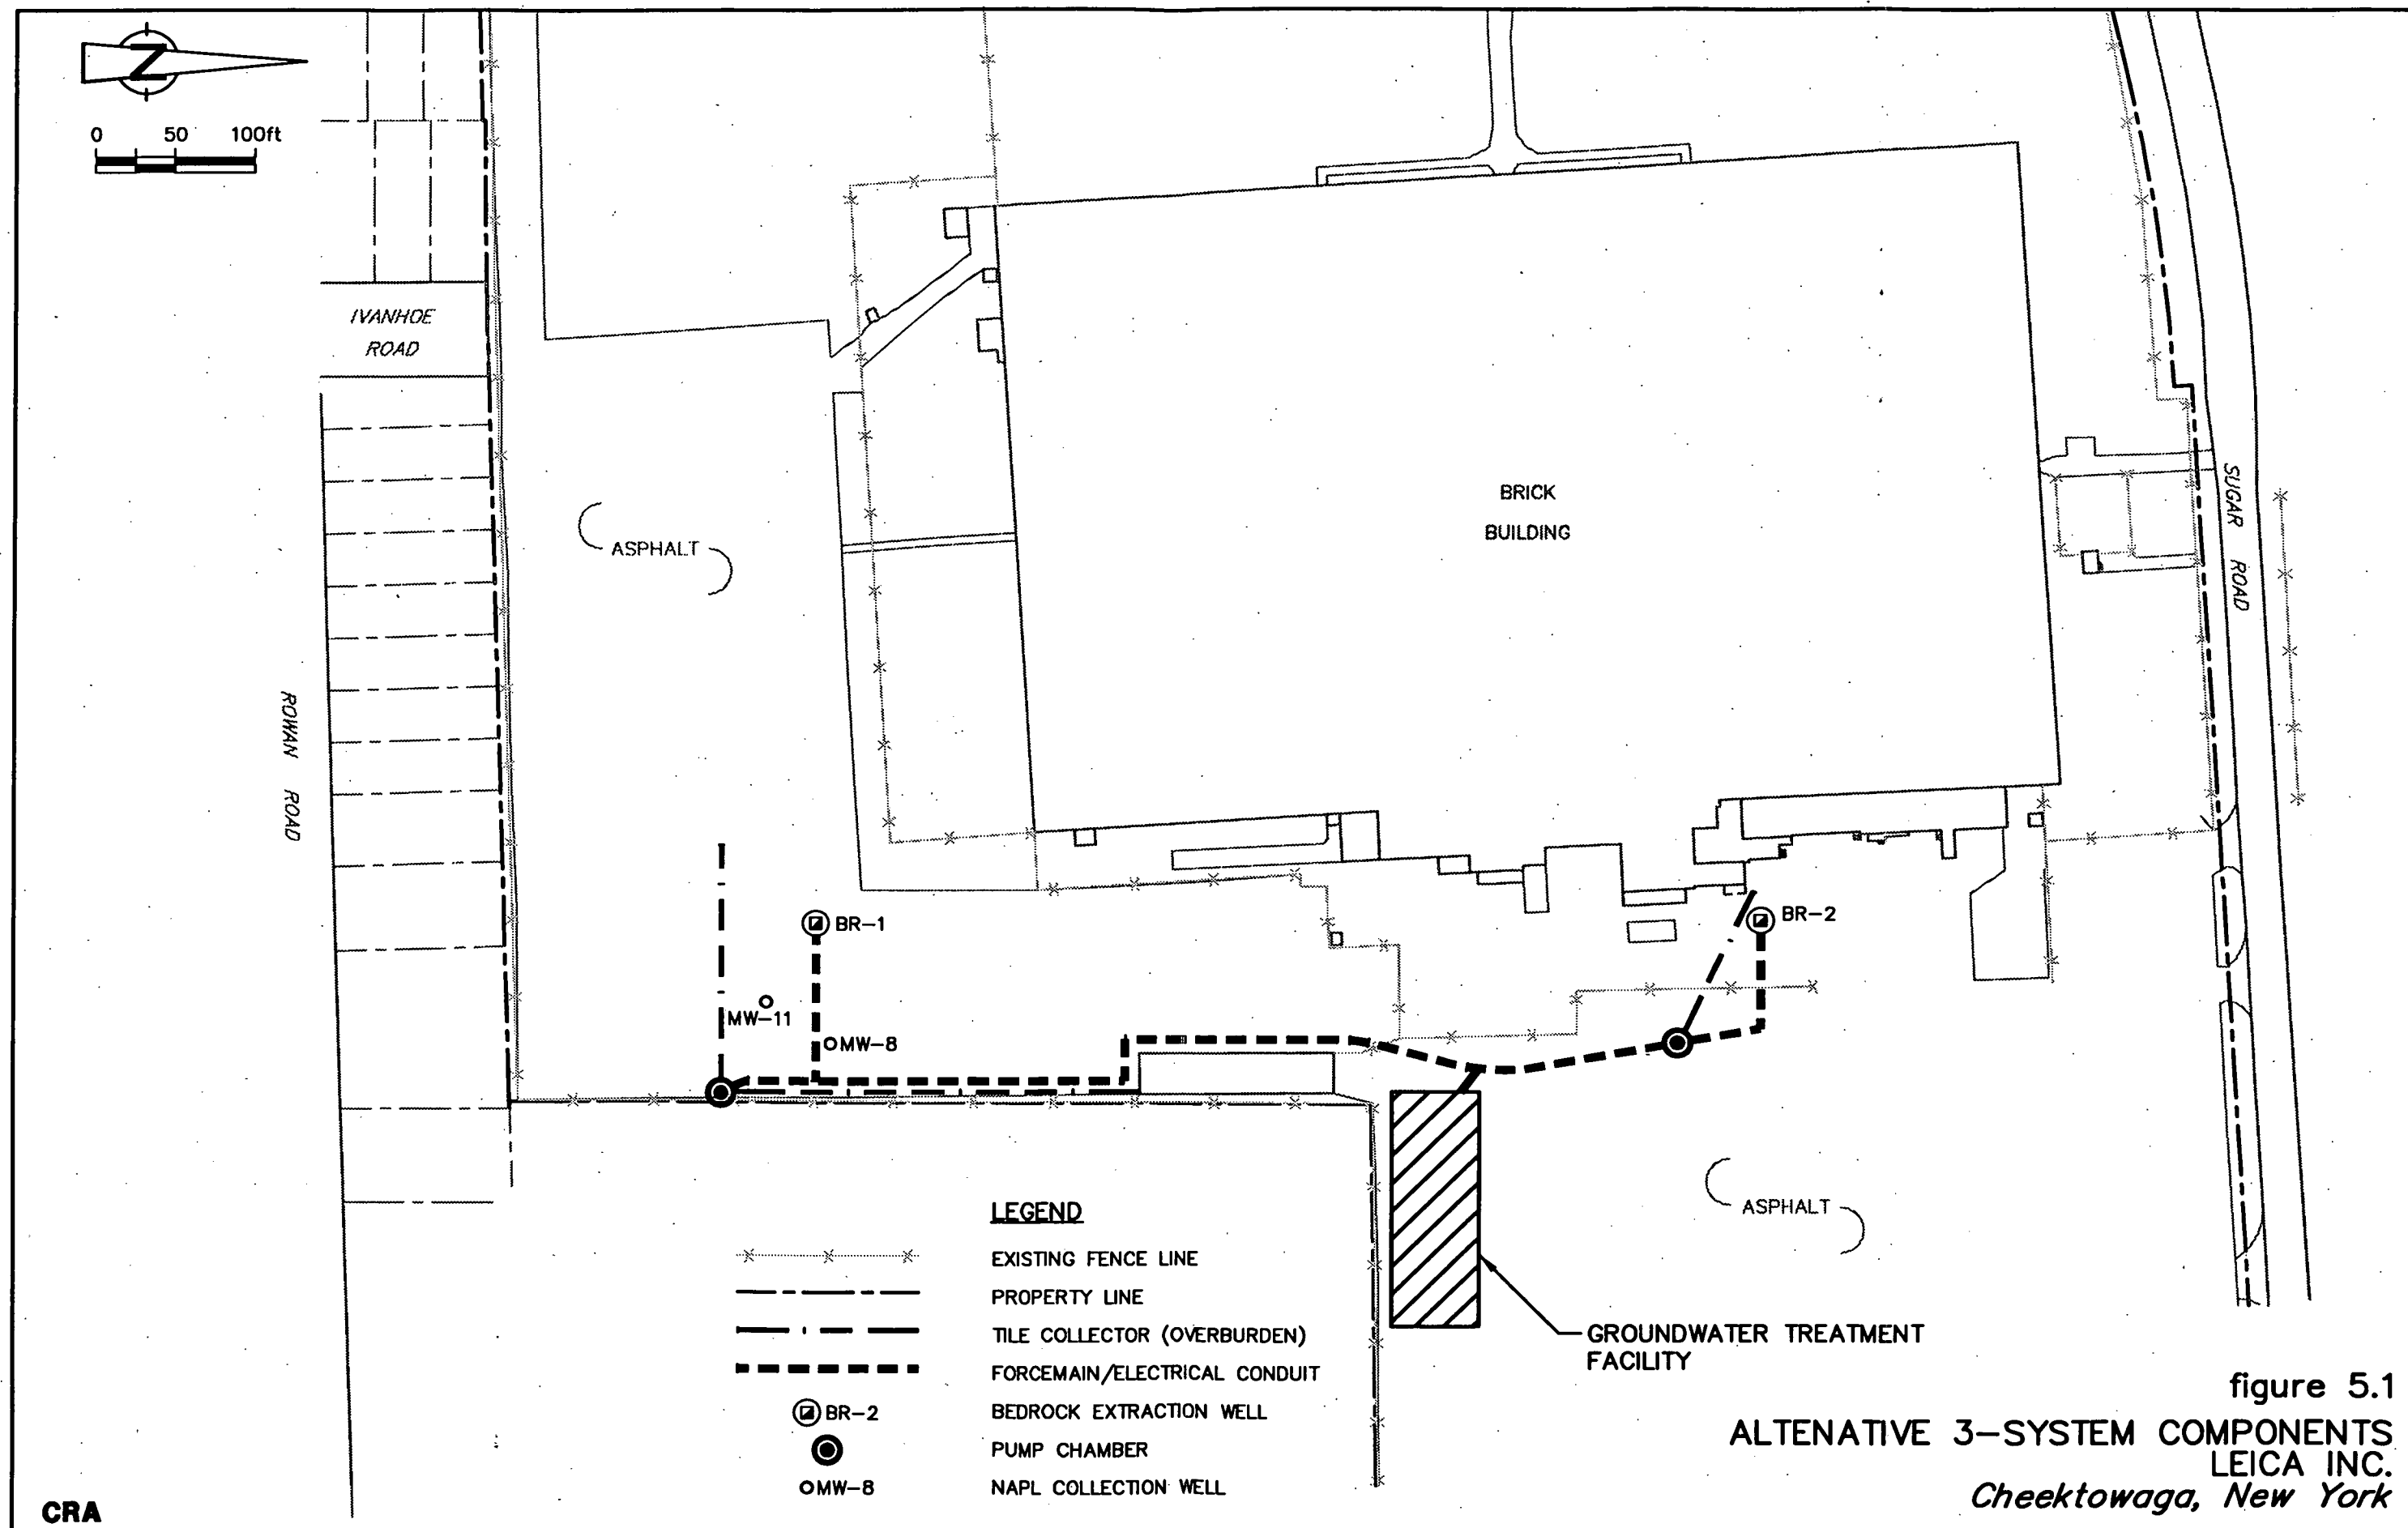 N
0 50 100ft
IVANHOE
ROAD
ROWAN ROAD
ASPHALT
BRICK
BUILDING
SUGAR ROAD
BR-1
BR-2
MW-11
MW-8
ASPHALT
GROUNDWATER TREATMENT
FACILITY
LEGEND
EXISTING FENCE LINE
PROPERTY LINE
TILE COLLECTOR (OVERBURDEN)
FORCEMAIN/ELECTRICAL CONDUIT
BR-2 BEDROCK EXTRACTION WELL
PUMP CHAMBER
MW-8 NAPL COLLECTION WELL
figure 5.1
ALTENATIVE 3-SYSTEM COMPONENTS
LEICA INC.
Cheektowaga, New York
CRA